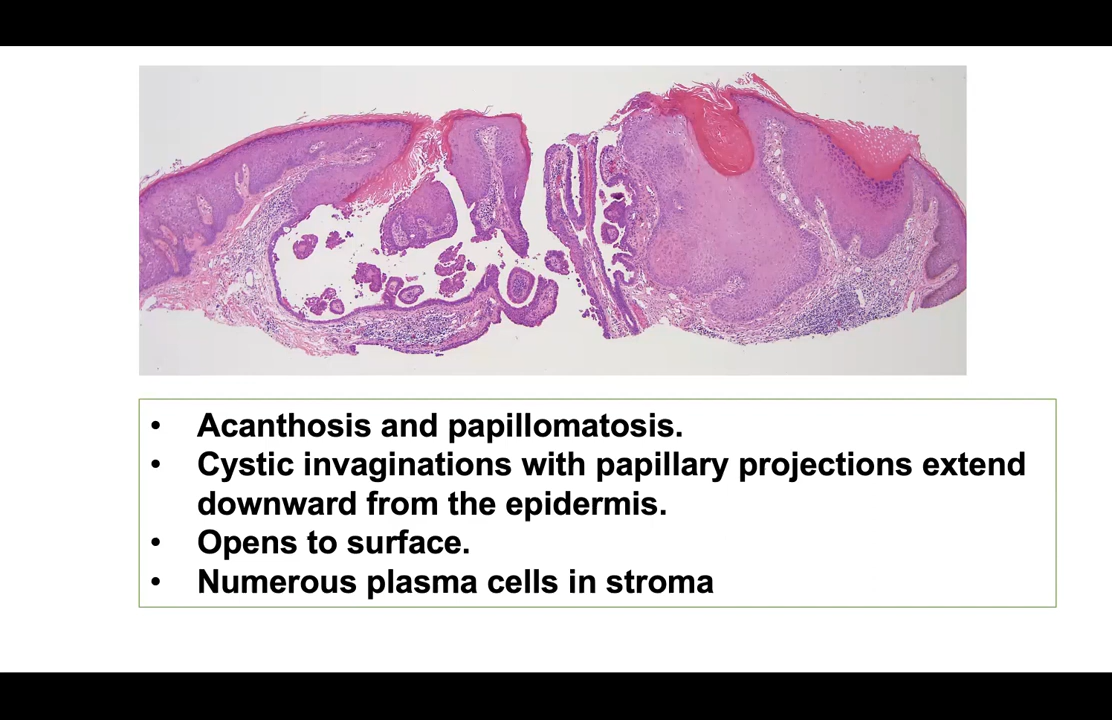 • Acanthosis and papillomatosis.
• Cystic invaginations with papillary projections extend
downward from the epidermis.
• Opens to surface.
• Numerous plasma cells in stroma